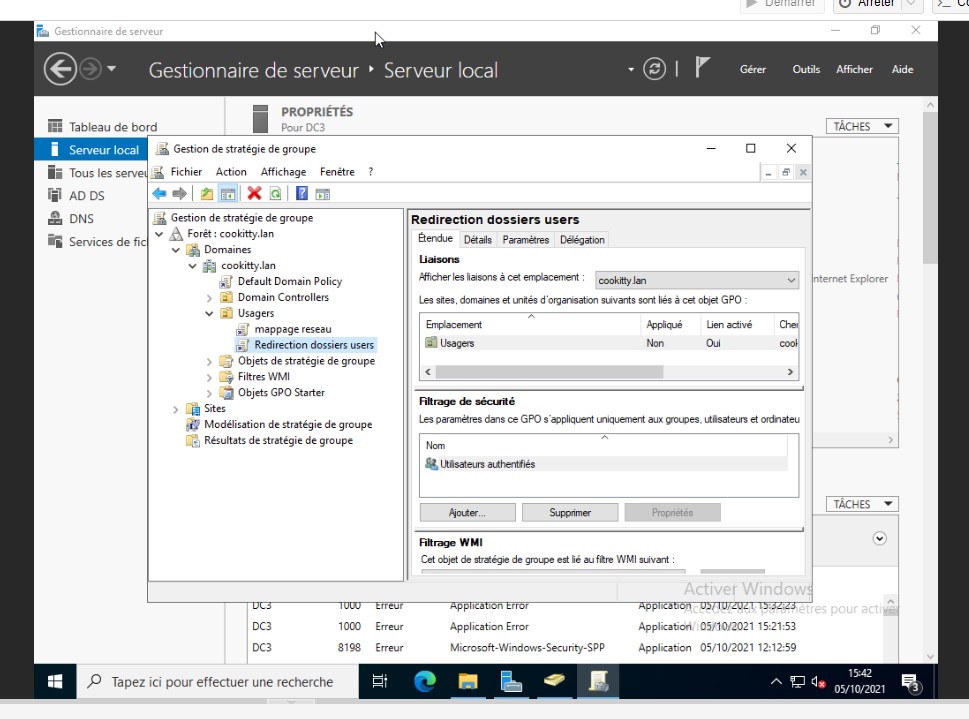 Démarrer
Arrêter
Gestionnaire de serveur
Gestionnaire de serveur
Serveur local
Gérer
Outils
Afficher
Aide
Tableau de bord
Serveur local
Tous les serveu
AD DS
DNS
Services de fic
PROPRIÉTÉS
Pour DC3
TÂCHES
Gestion de stratégie de groupe
Fichier Action Affichage Fenêtre ?
Gestion de stratégie de groupe
Forêt : cookitty.lan
Domaines
cookitty.lan
Default Domain Policy
Domain Controllers
Usagers
mappage reseau
Redirection dossiers users
Objets de stratégie de groupe
Filtres WMI
Objets GPO Starter
Sites
Modélisation de stratégie de groupe
Résultats de stratégie de groupe
Redirection dossiers users
Étendue Détails Paramètres Délégation
Liaisons
Afficher les liaisons à cet emplacement : cookitty.lan
Les sites, domaines et unités d'organisation suivants sont liés à cet objet GPO :
Emplacement Appliqué Lien activé Che
Usagers Non Oui cook
Filtrage de sécurité
Les paramètres dans ce GPO s'appliquent uniquement aux groupes, utilisateurs et ordinateu
Nom
Utilisateurs authentifiés
Ajouter... Supprimer Propriétés
Filtrage WMI
Cet objet de stratégie de groupe est lié au filtre WMI suivant :
nternet Explorer
TÂCHES
Activer Windows
Accédez aux paramètres pour activer
Windows.
DC3 1000 Erreur Application Error Application 05/10/2021 15:32:23
DC3 1000 Erreur Application Error Application 05/10/2021 15:21:53
DC3 8198 Erreur Microsoft-Windows-Security-SPP Application 05/10/2021 12:12:59
Tapez ici pour effectuer une recherche
15:42
05/10/2021
3